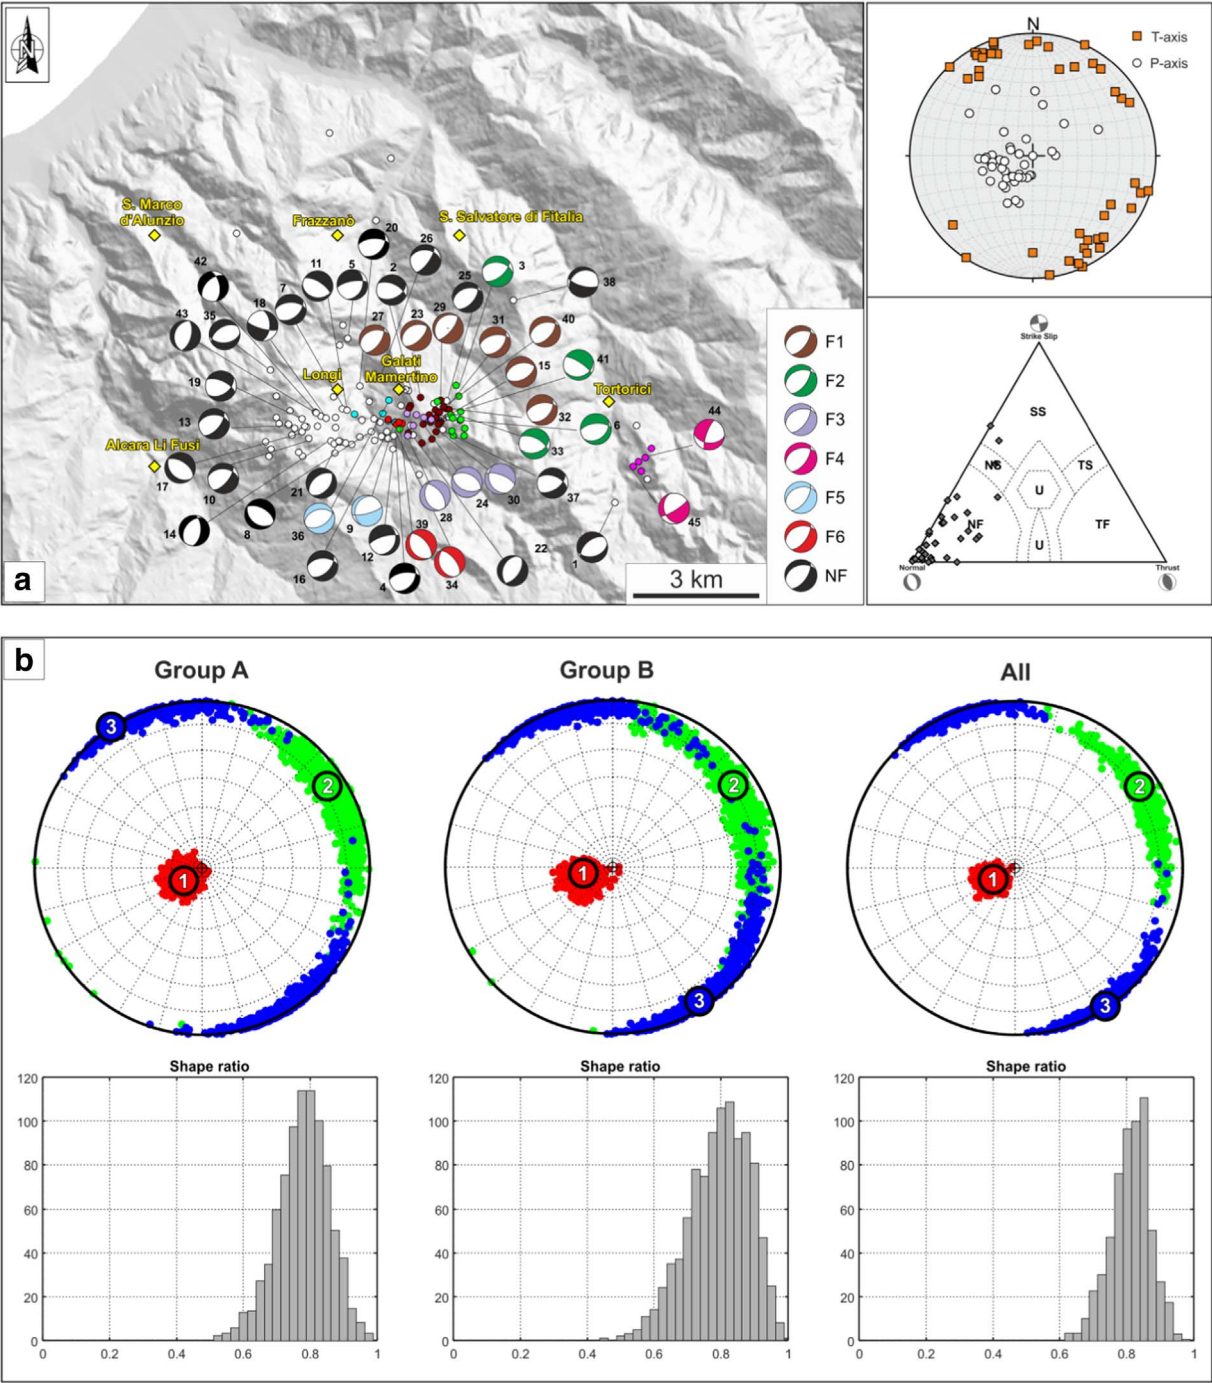 N
S. Marco
d'Alunzio
Frazzanò
S. Salvatore di Fitalia
20
26
3
42
11
5
2
25
38
7
18
43
35
27
23
29
31
40
Galati
Mamertino
41
15
Longi
19
Tortorici
44
32
6
13
33
Alcara Li Fusi
17
10
21
24
30
37
28
45
14
8
36
9
39
12
22
1
16
4
34
3 km
a
F1
F2
F3
F4
F5
F6
NF
N
T-axis
P-axis
Strike Slip
SS
NS
TS
U
NF
TF
U
Normal
Thrust
b
Group A
Group B
All
3
2
1
2
1
3
2
1
3
Shape ratio
Shape ratio
Shape ratio
120
100
80
60
40
20
0
0
0.2
0.4
0.6
0.8
1
120
100
80
60
40
20
0
0
0.2
0.4
0.6
0.8
1
120
100
80
60
40
20
0
0
0.2
0.4
0.6
0.8
1